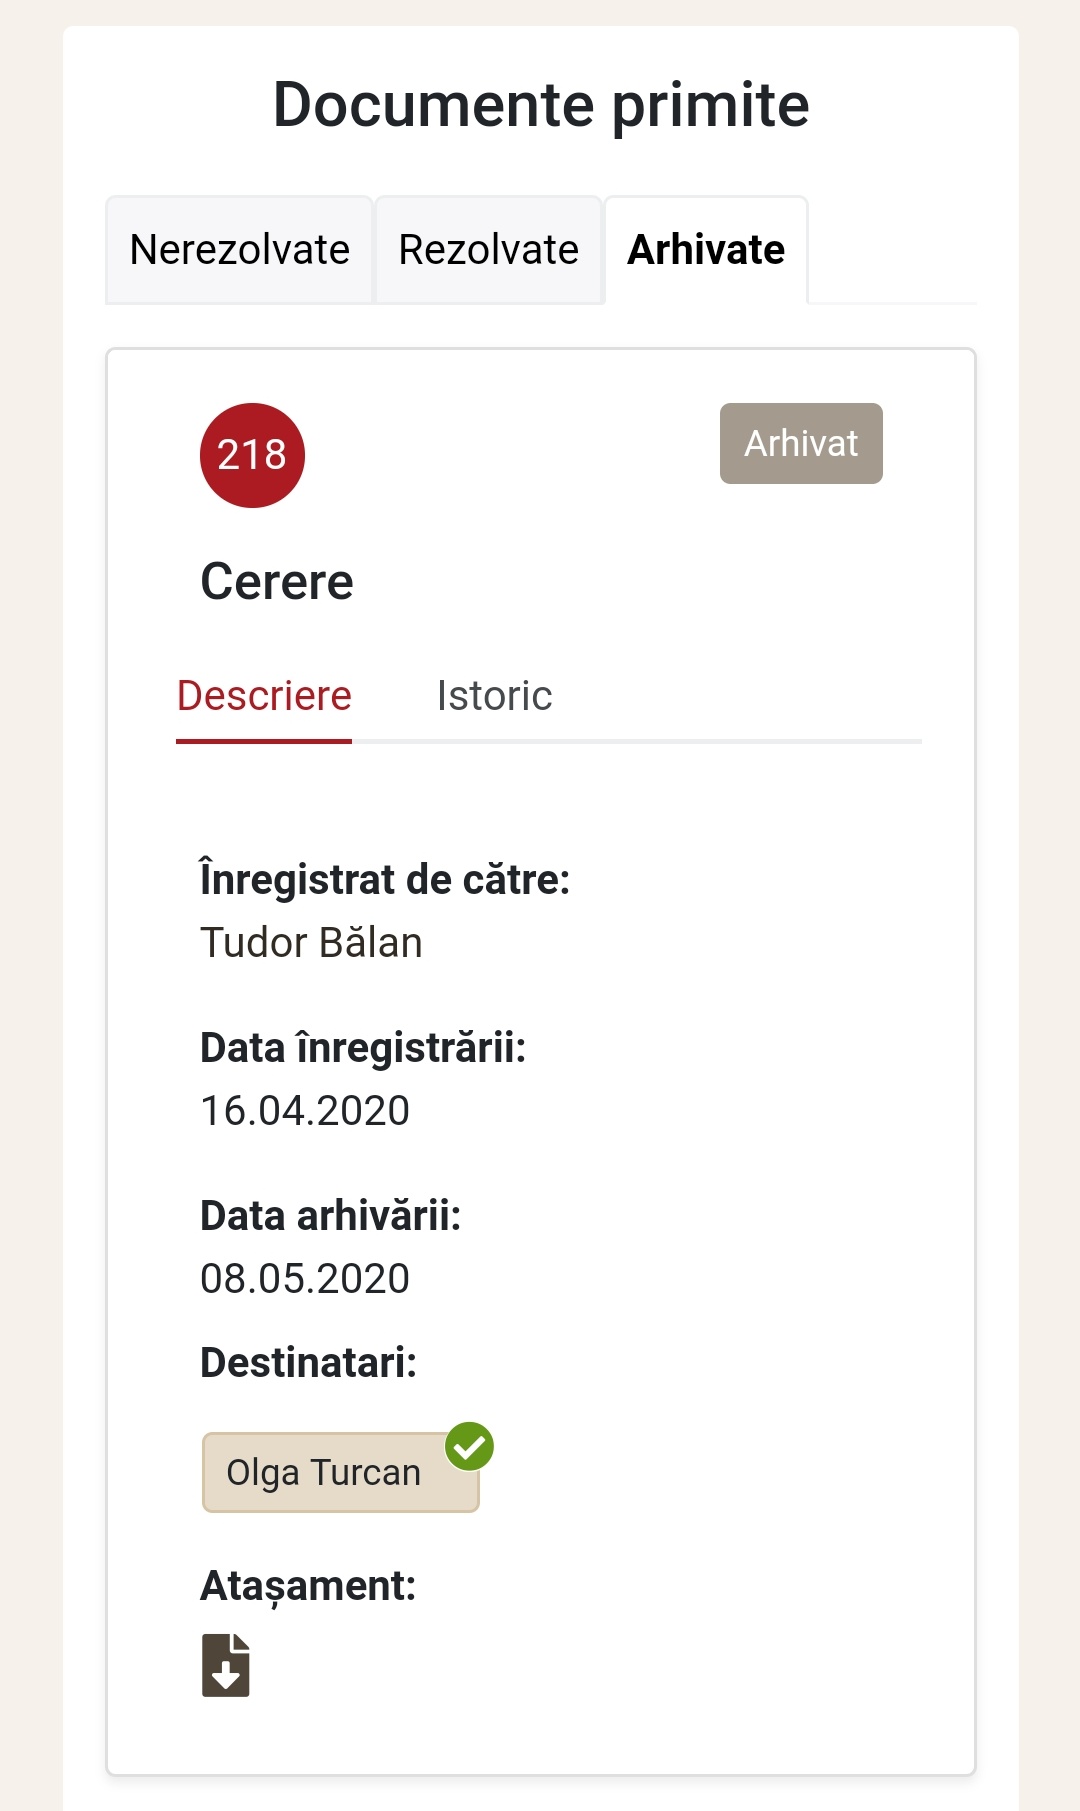 Documente primite
Nerezolvate Rezolvate Arhivate
218 Arhivat
Cerere
Descriere Istoric
Înregistrat de către:
Tudor Bălan
Data înregistrării:
16.04.2020
Data arhivării:
08.05.2020
Destinatari:
Olga Turcan
Atașament: